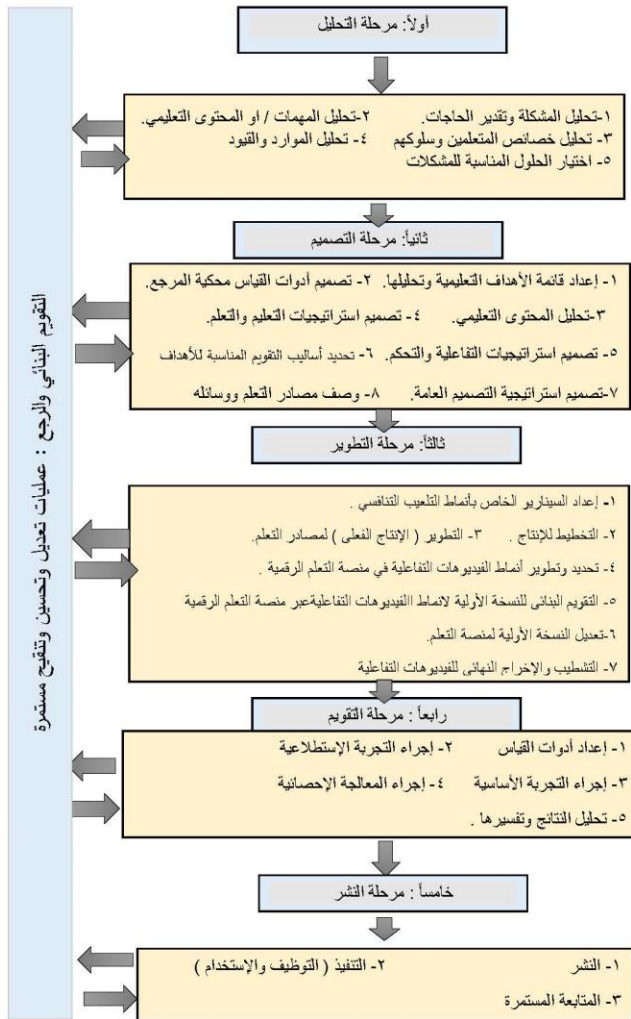 أولاً: مرحلة التحليل
١-تحليل المشكلة وتقدير الحاجات. ٢-تحليل المهمات / او المحتوى التعليمي.
٣- تحليل خصائص المتعلمين وسلوكهم ٤- تحليل الموارد والقيود
٥- اختيار الحلول المناسبة للمشكلات
ثانياً: مرحلة التصميم
١- إعداد قائمة الأهداف التعليمية وتحليلها. ٢- تصميم أدوات القياس محكية المرجع.
٣-تحليل المحتوى التعليمي. ٤- تصميم استراتيجيات التعليم والتعلم.
٥- تصميم استراتيجيات التفاعلية والتحكم. ٦- تحديد أساليب التقويم المناسبة للأهداف
٧-تصميم استراتيجية التصميم العامة. ٨- وصف مصادر التعلم ووسائله
ثالثاً: مرحلة التطوير
١- إعداد السيناريو الخاص بأنماط التلعيب التنافسي .
٢- التخطيط للإنتاج . ٣- التطوير ( الإنتاج الفعلى ) لمصادر التعلم.
٤- تحديد وتطوير أنماط الفيديوهات التفاعلية في منصة التعلم الرقمية .
٥- التقويم البنائى للنسخة الأولية لانماط االفيديوهات التفاعليةعبر منصة التعلم الرقمية
٦-تعديل النسخة الأولية لمنصة التعلم.
٧- التشطيب والإخراج النهائى للفيديوهات التفاعلية
رابعاً : مرحلة التقويم
١- إعداد أدوات القياس ٢- إجراء التجربة الإستطلاعية
٣- إجراء التجربة الأساسية ٤- إجراء المعالجة الإحصائية
٥- تحليل النتائج وتفسيرها .
خامساً : مرحلة النشر
١- النشر ٢- التنفيذ ( التوظيف والإستخدام )
٣- المتابعة المستمرة
التقويم البنائي والرجع : عمليات تعديل وتحسين وتنقيح مستمرة